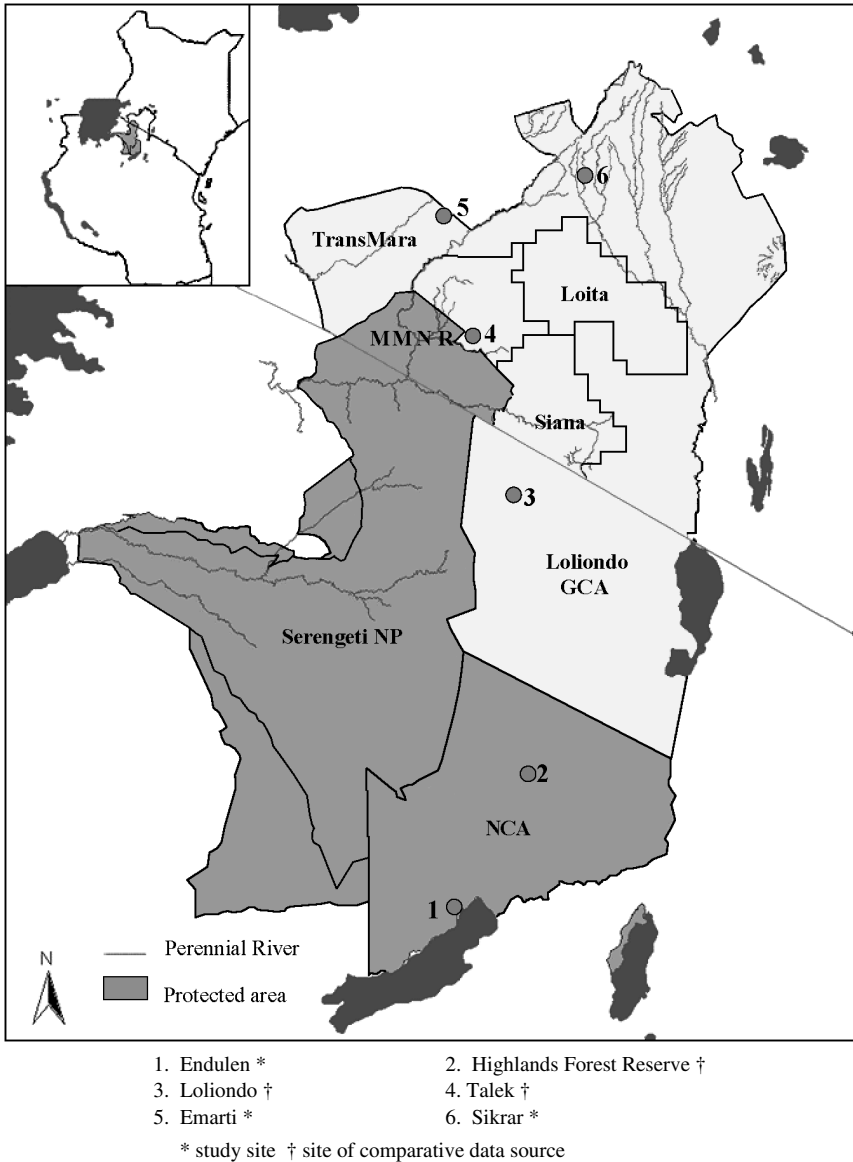 6
5
TransMara
Loita
M M N R
4
Siana
3
Loliondo
GCA
Serengeti NP
2
NCA
1
N
Perennial River
Protected area
1. Endulen *
2. Highlands Forest Reserve †
3. Loliondo †
4. Talek †
5. Emarti *
6. Sikrar *
* study site † site of comparative data source